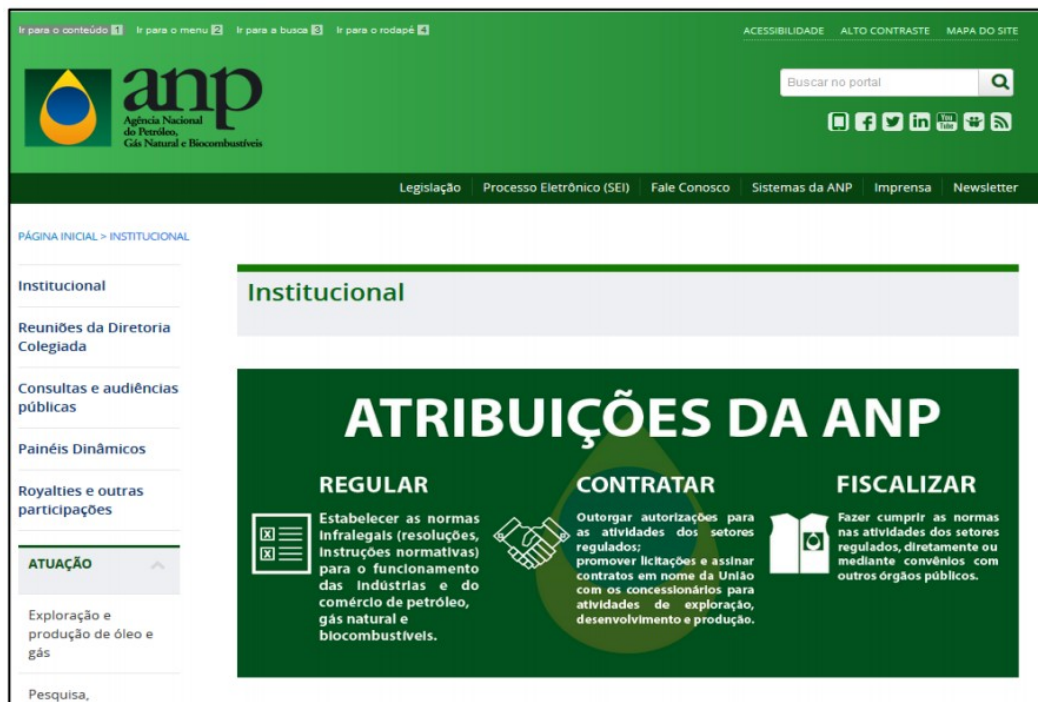 Ir para o conteúdo 1 Ir para o menu 2 Ir para a busca 3 Ir para o rodapé 4
ACESSIBILIDADE ALTO CONTRASTE MAPA DO SITE
anp
Agência Nacional
do Petróleo,
Gás Natural e Biocombustíveis
Buscar no portal
f in You Tube
Legislação Processo Eletrônico (SEI) Fale Conosco Sistemas da ANP Imprensa Newsletter
PÁGINA INICIAL > INSTITUCIONAL
Institucional
Reuniões da Diretoria
Colegiada
Consultas e audiências
públicas
Painéis Dinâmicos
Royalties e outras
participações
ATUAÇÃO
Exploração e
produção de óleo e
gás
Pesquisa,
Institucional
ATRIBUIÇÕES DA ANP
REGULAR
Estabelecer as normas
infralegais (resoluções,
instruções normativas)
para o funcionamento
das indústrias e do
comércio de petróleo,
gás natural e
biocombustíveis.
CONTRATAR
Outorgar autorizações para
as atividades dos setores
regulados;
promover licitações e assinar
contratos em nome da União
com os concessionários para
atividades de exploração,
desenvolvimento e produção.
FISCALIZAR
Fazer cumprir as normas
nas atividades dos setores
regulados, diretamente ou
mediante convênios com
outros órgãos públicos.